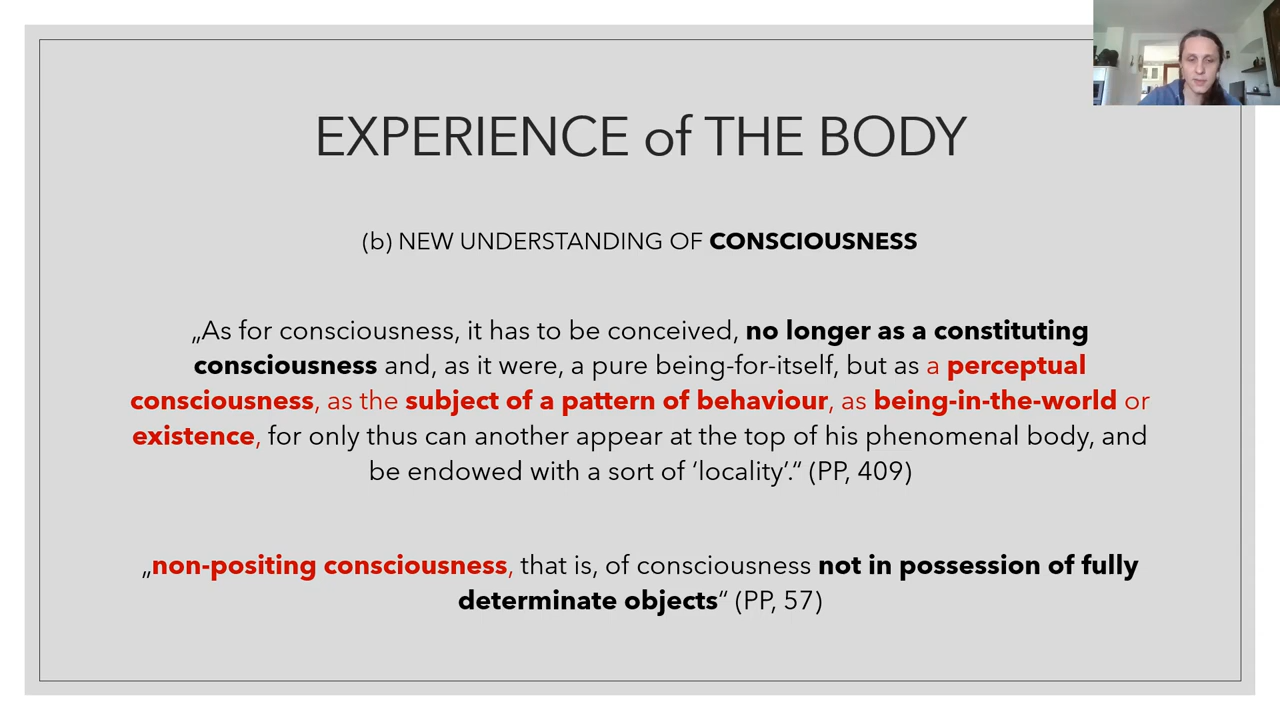 EXPERIENCE of THE BODY
(b) NEW UNDERSTANDING OF CONSCIOUSNESS
„As for consciousness, it has to be conceived, no longer as a constituting
consciousness and, as it were, a pure being-for-itself, but as a perceptual
consciousness, as the subject of a pattern of behaviour, as being-in-the-world or
existence, for only thus can another appear at the top of his phenomenal body, and
be endowed with a sort of ‘locality’.“ (PP, 409)
„non-positing consciousness, that is, of consciousness not in possession of fully
determinate objects“ (PP, 57)